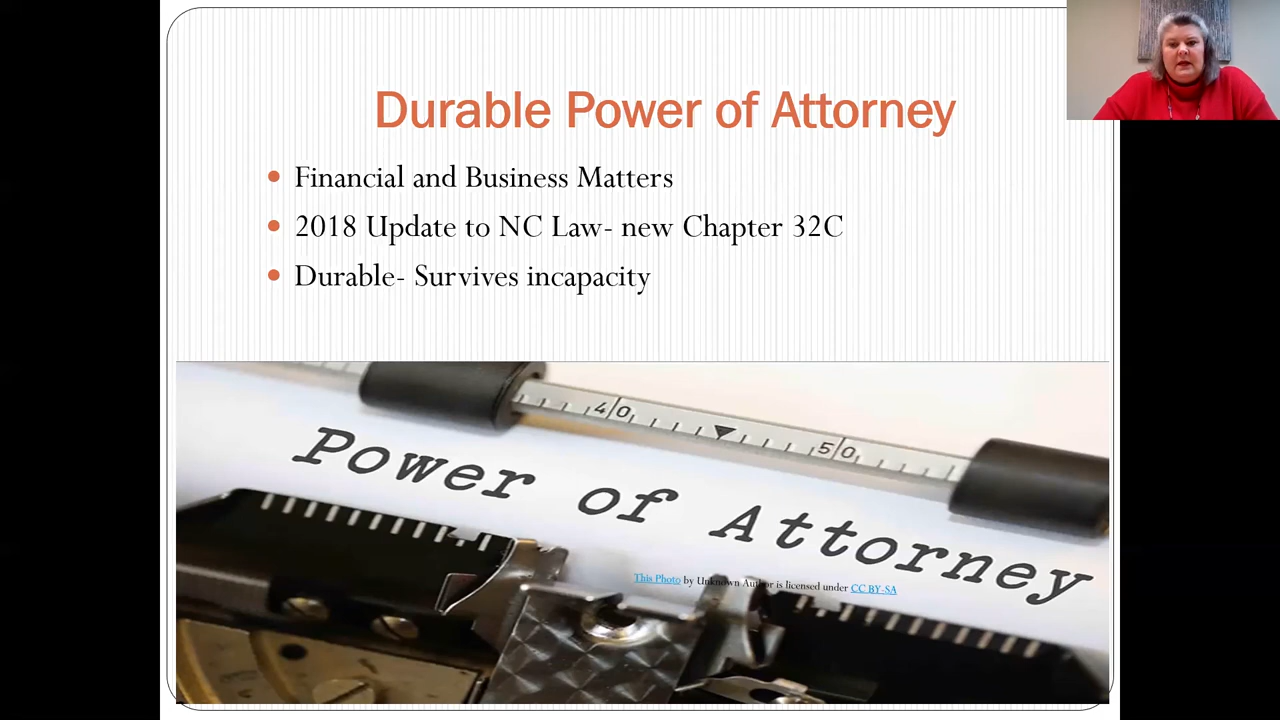 Durable Power of Attorney
Financial and Business Matters
2018 Update to NC Law- new Chapter 32C
Durable- Survives incapacity
40
50
Power of Attorney
This Photo by Unknown Author is licensed under CC BY-SA